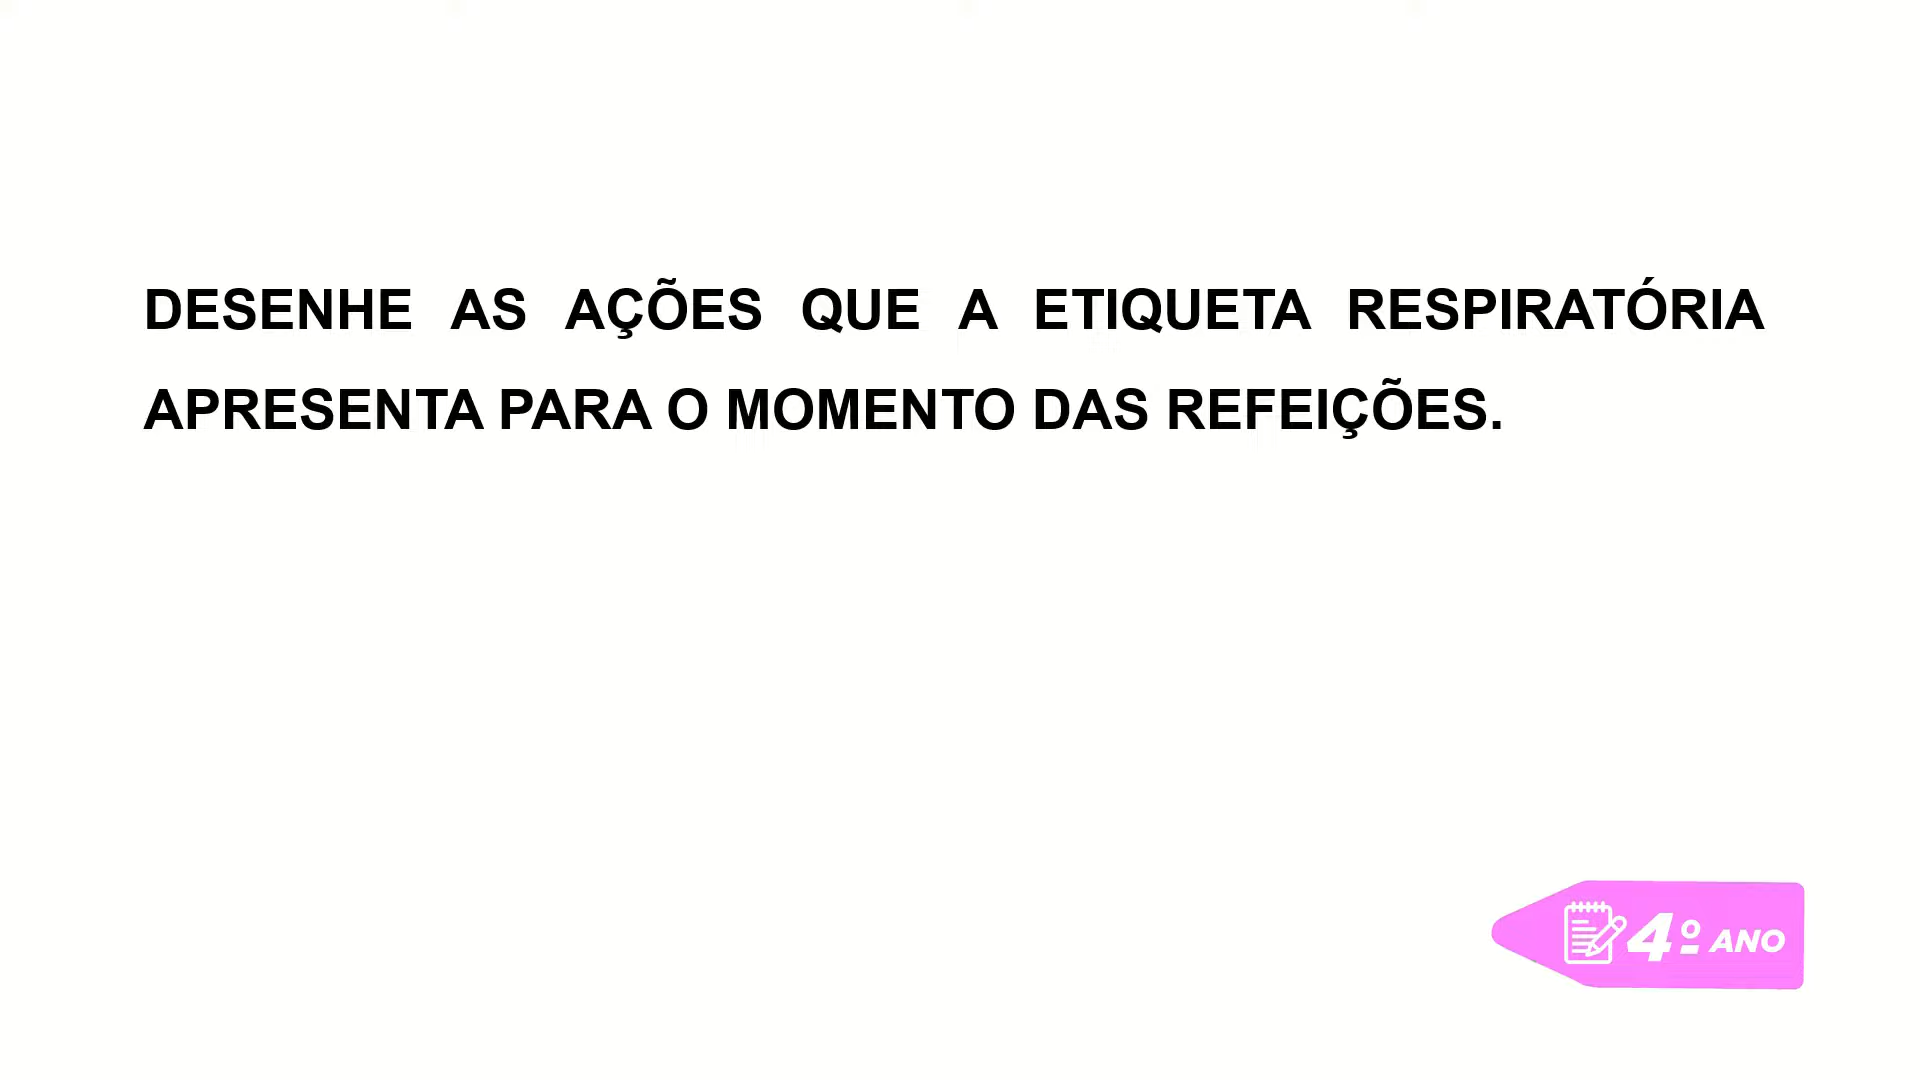 DESENHE AS AÇÕES QUE A ETIQUETA RESPIRATÓRIA
APRESENTA PARA O MOMENTO DAS REFEIÇÕES.
4º ANO